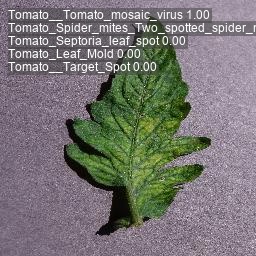 Tomato__Tomato_mosaic_virus 1.00
Tomato_Spider_mites_Two_spotted_spider_
Tomato_Septoria_leaf_spot 0.00
Tomato_Leaf_Mold 0.00
Tomato__Target_Spot 0.00